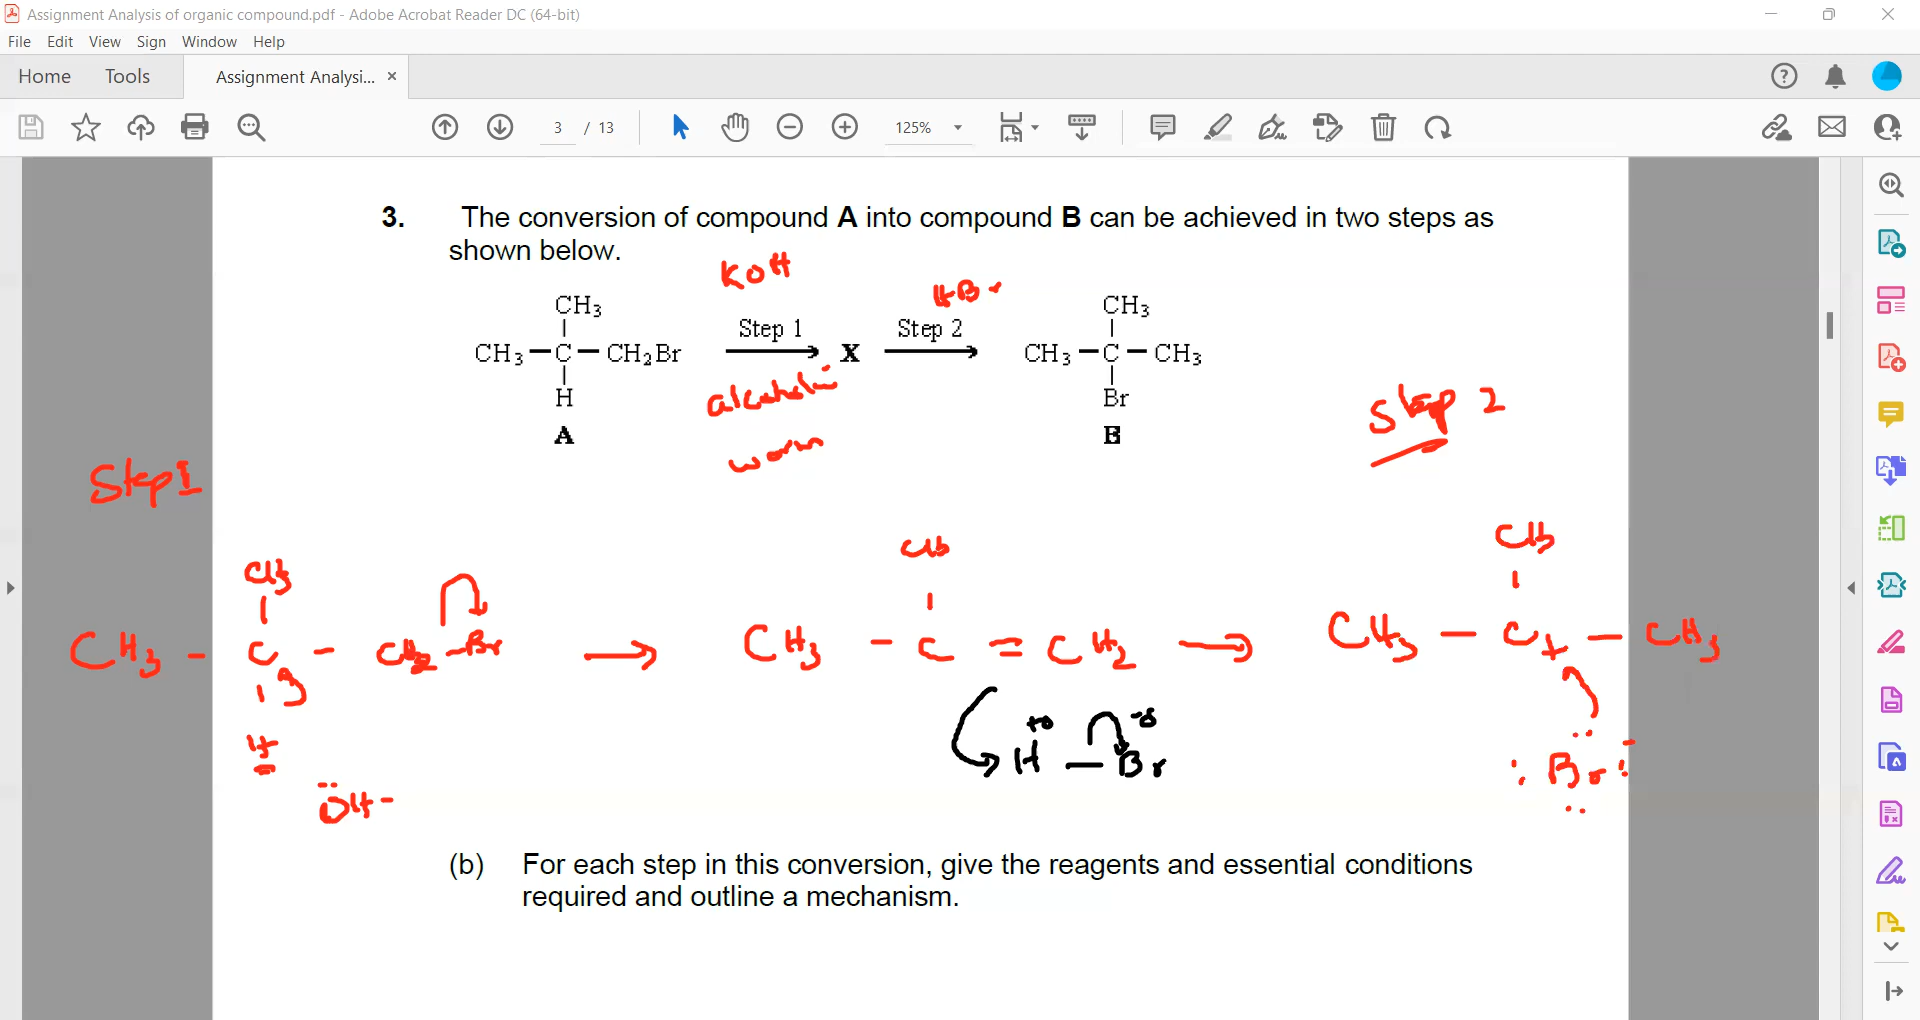 Assignment Analysis of organic compound.pdf - Adobe Acrobat Reader DC (64-bit)
File Edit View Sign Window Help
Home Tools Assignment Analysi... ×
3 / 13 125%
3. The conversion of compound A into compound B can be achieved in two steps as
shown below.
KOH
HBr
CH3 CH3
Step 1 Step 2
CH3 – C – CH2Br X CH3 – C – CH3
H Br
alcoholic
Step 2
A B
warm
Step 1
CH3 CH3 CH3
CH3 – C – CH2 – Br → CH3 – C = CH2 → CH3 – C+ – CH3
H
+δ -δ
H – Br
:Br: -
OH-
(b) For each step in this conversion, give the reagents and essential conditions
required and outline a mechanism.